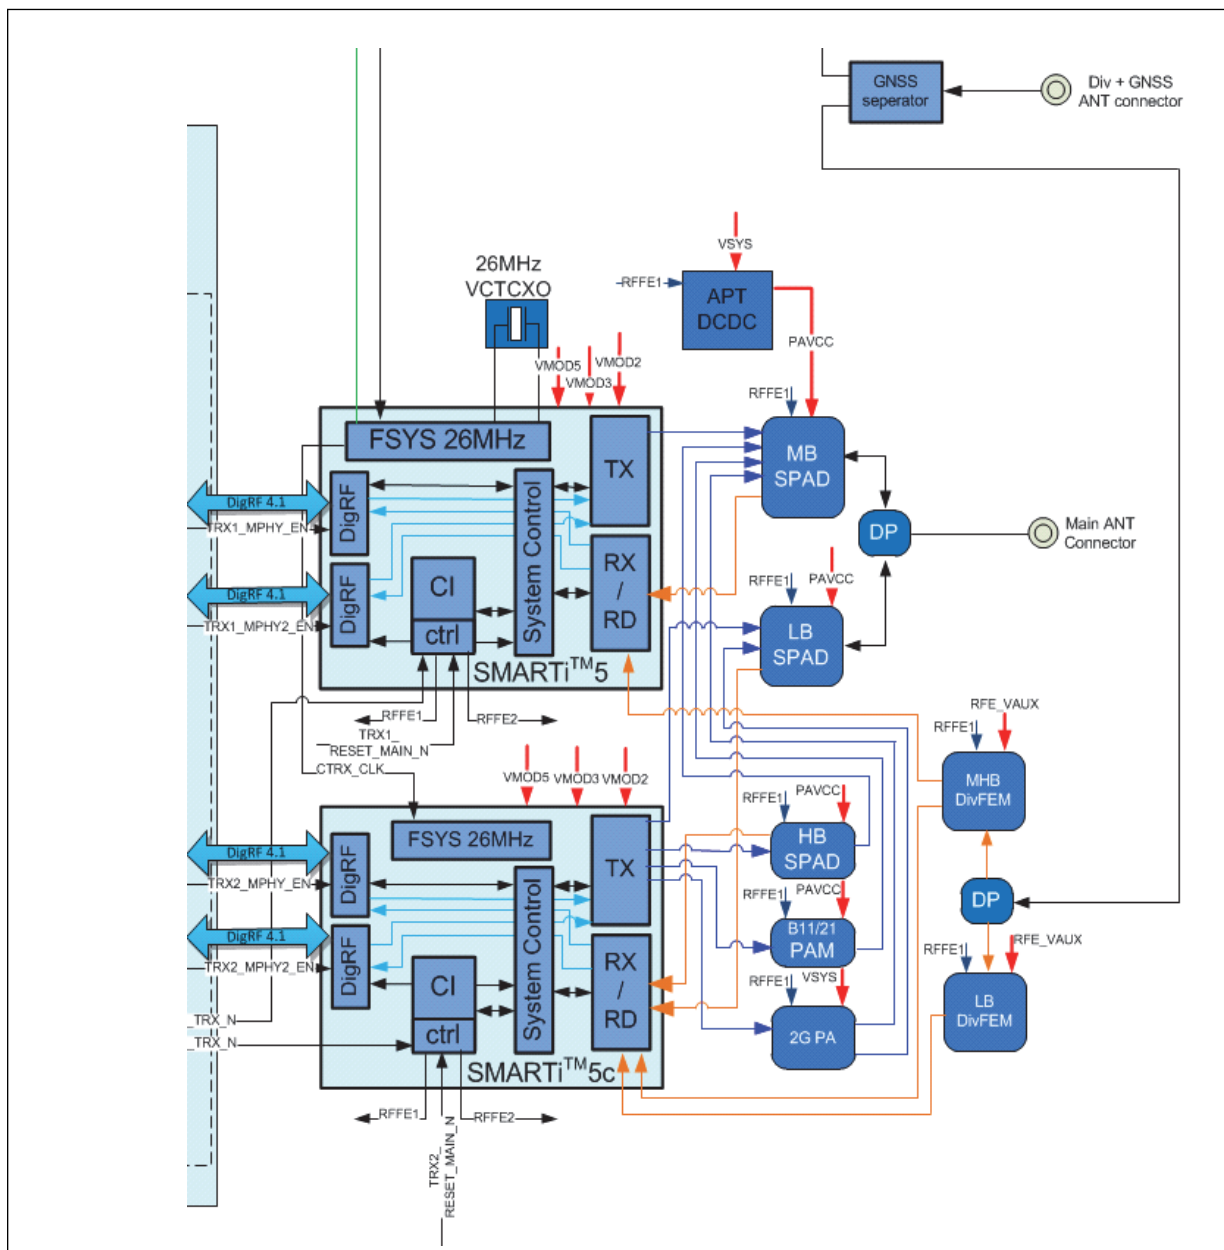 GNSS
seperator
Div + GNSS
ANT connector
VSYS
26MHz
VCTCXO
RFFE1
APT
DCDC
PAVCC
VMOD5
VMOD3
VMOD2
RFFE1
FSYS 26MHz
TX
MB
SPAD
DigRF 4.1
TRX1_MPHY_EN
DigRF
System Control
DP
Main ANT
Connector
RFFE1
PAVCC
DigRF 4.1
TRX1_MPHY2_EN
DigRF
CI
ctrl
RX
/
RD
LB
SPAD
SMARTi™5
RFFE1
RFFE2
TRX1_
RESET_MAIN_N
CTRX_CLK
RFE_VAUX
RFFE1
MHB
DivFEM
VMOD5
VMOD3
VMOD2
FSYS 26MHz
TX
RFFE1
PAVCC
HB
SPAD
DigRF 4.1
TRX2_MPHY_EN
DigRF
System Control
RFFE1
PAVCC
B11/21
PAM
DP
DigRF 4.1
TRX2_MPHY2_EN
DigRF
CI
ctrl
RX
/
RD
RFFE1
VSYS
2G PA
RFFE1
RFE_VAUX
LB
DivFEM
_TRX_N
_TRX_N
SMARTi™5c
RFFE1
RFFE2
TRX2_
RESET_MAIN_N